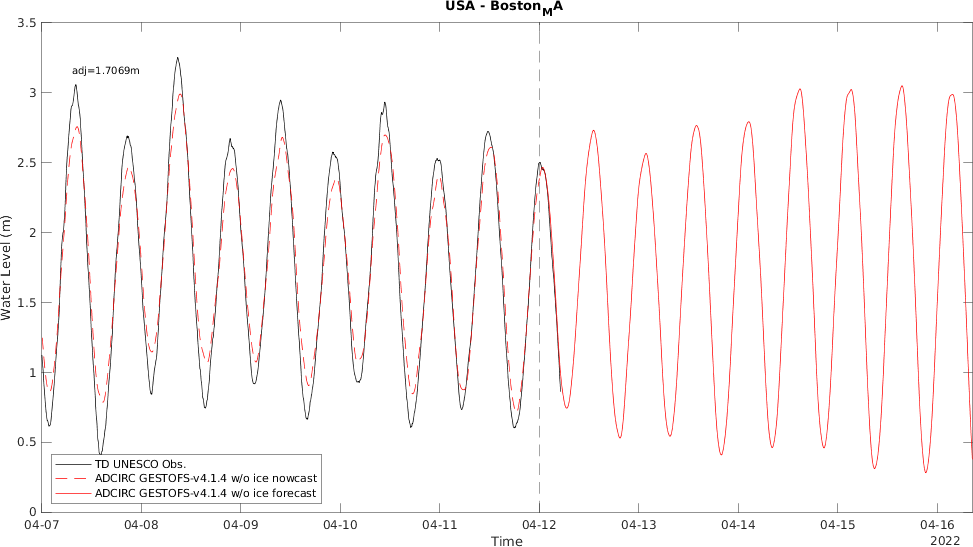 USA - Boston_MA
3.5
adj=1.7069m
3
2.5
2
Water Level (m)
1.5
1
0.5
TD UNESCO Obs.
ADCIRC GESTOFS-v4.1.4 w/o ice nowcast
ADCIRC GESTOFS-v4.1.4 w/o ice forecast
0
04-07 04-08 04-09 04-10 04-11 04-12 04-13 04-14 04-15 04-16
Time 2022